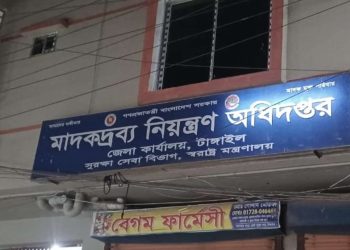 গণপ্রজাতন্ত্রী বাংলাদেশ সরকার
মাদকদ্রব্য নিয়ন্ত্রণ অধিদপ্তর
জেলা কার্যালয়, টাঙ্গাইল
সুরক্ষা সেবা বিভাগ, স্বরাষ্ট্র মন্ত্রণালয়
বেগম ফার্মেসী